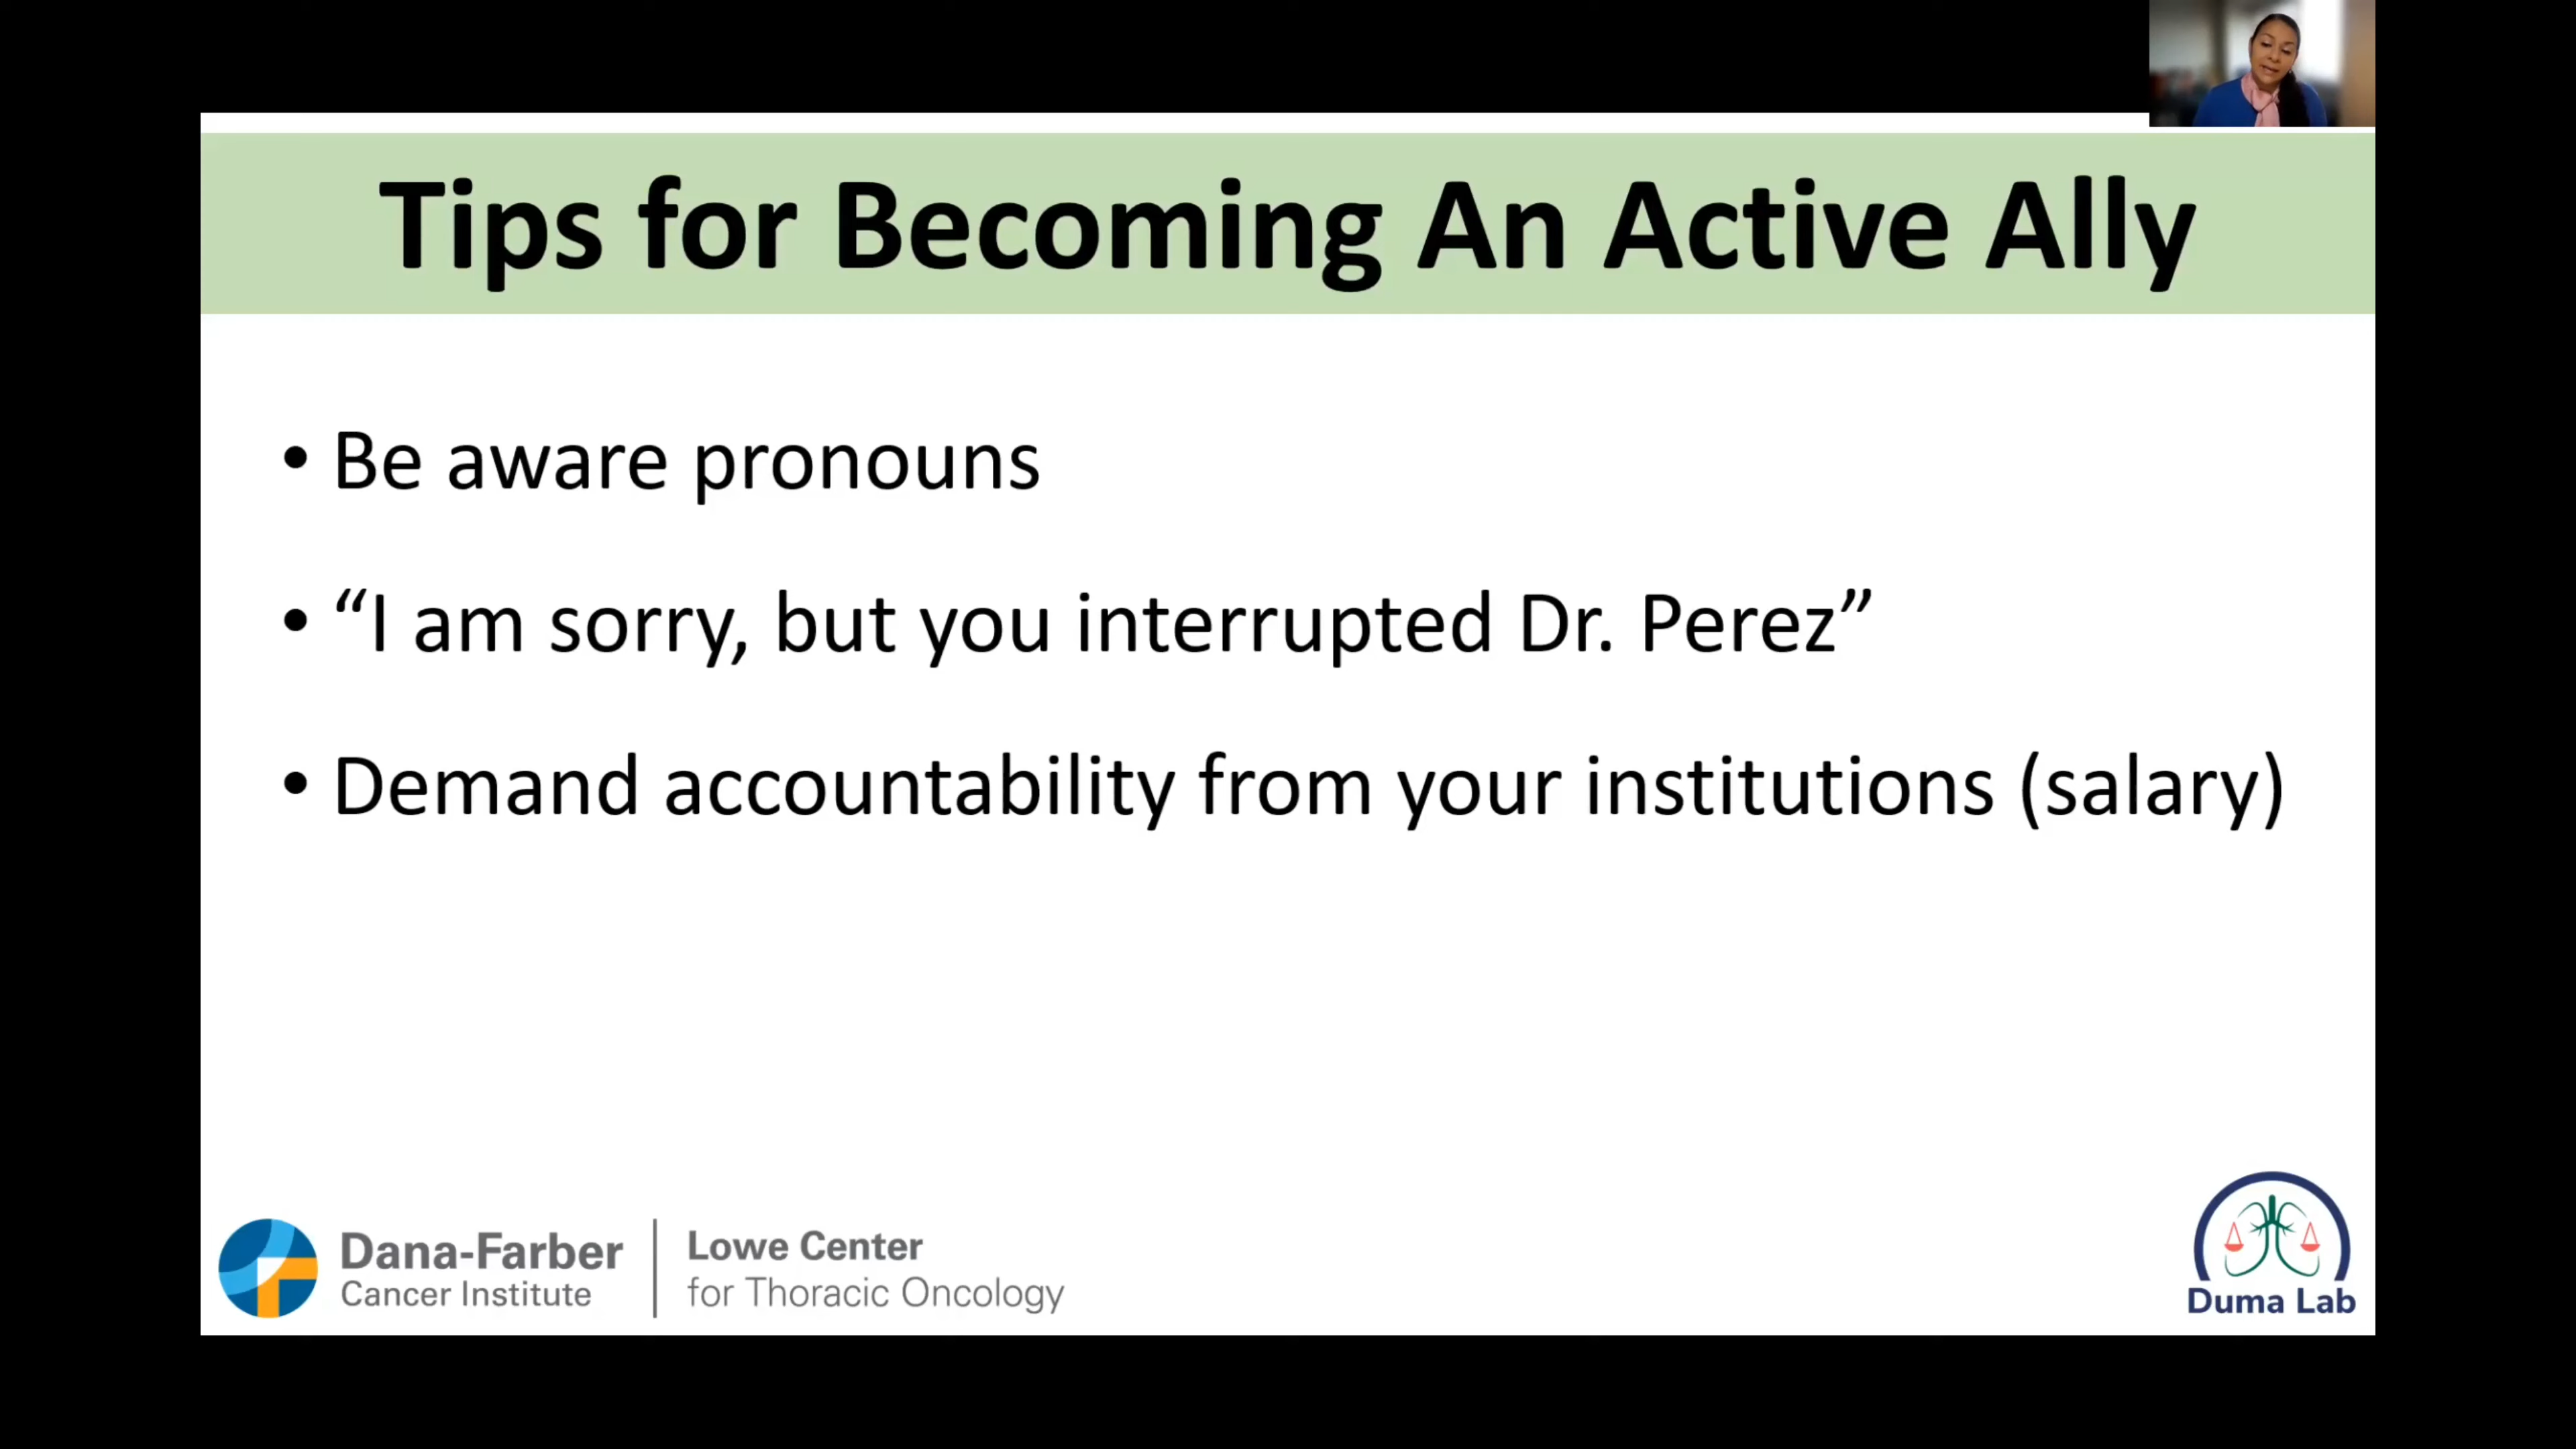 Tips for Becoming An Active Ally
• Be aware pronouns
• “I am sorry, but you interrupted Dr. Perez”
• Demand accountability from your institutions (salary)
Dana-Farber
Cancer Institute
Lowe Center
for Thoracic Oncology
Duma Lab